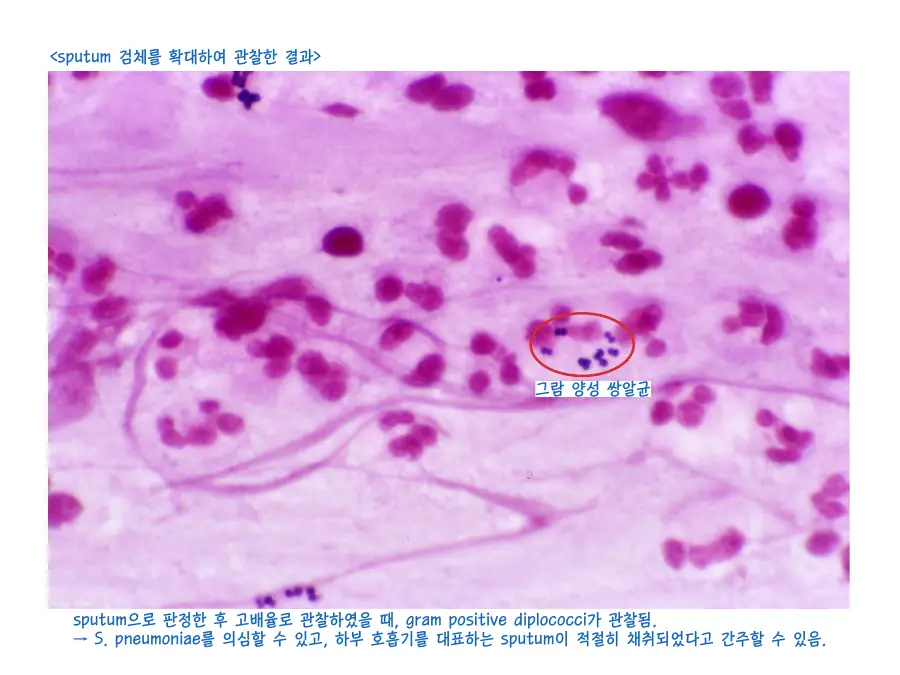 <sputum 검체를 확대하여 관찰한 결과>
그람 양성 쌍알균
sputum으로 판정한 후 고배율로 관찰하였을 때, gram positive diplococci가 관찰됨.
→ S. pneumoniae를 의심할 수 있고, 하부 호흡기를 대표하는 sputum이 적절히 채취되었다고 간주할 수 있음.